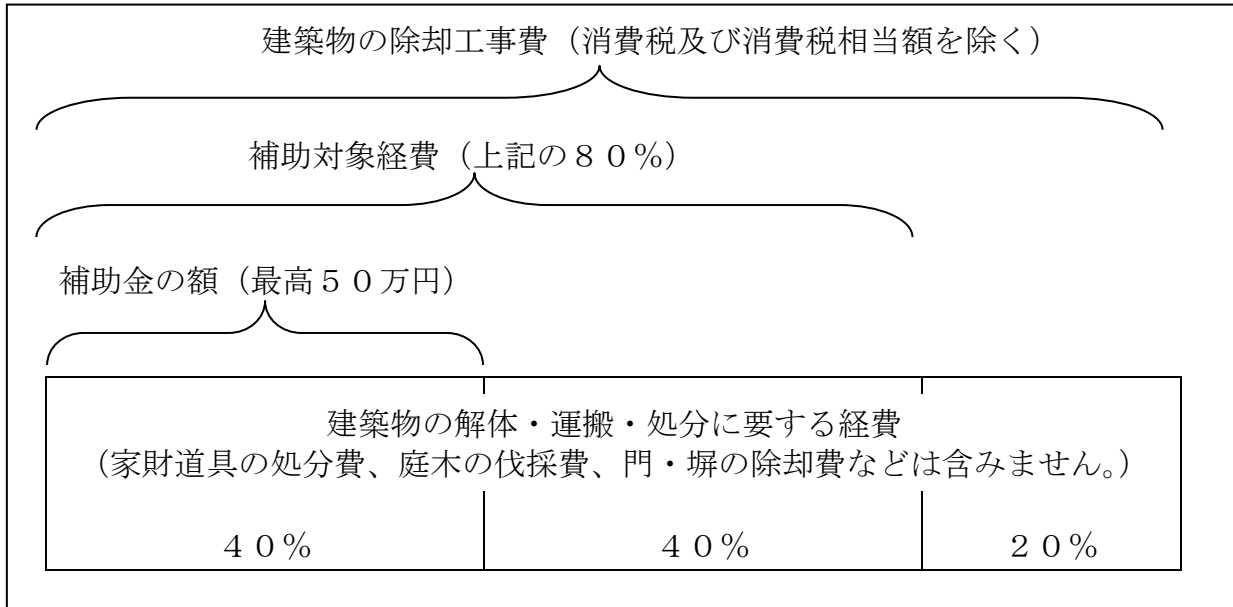 建築物の除却工事費（消費税及び消費税相当額を除く）
補助対象経費（上記の８０％）
補助金の額（最高５０万円）
建築物の解体・運搬・処分に要する経費
（家財道具の処分費、庭木の伐採費、門・塀の除却費などは含みません。）
４０％ ４０％ ２０％